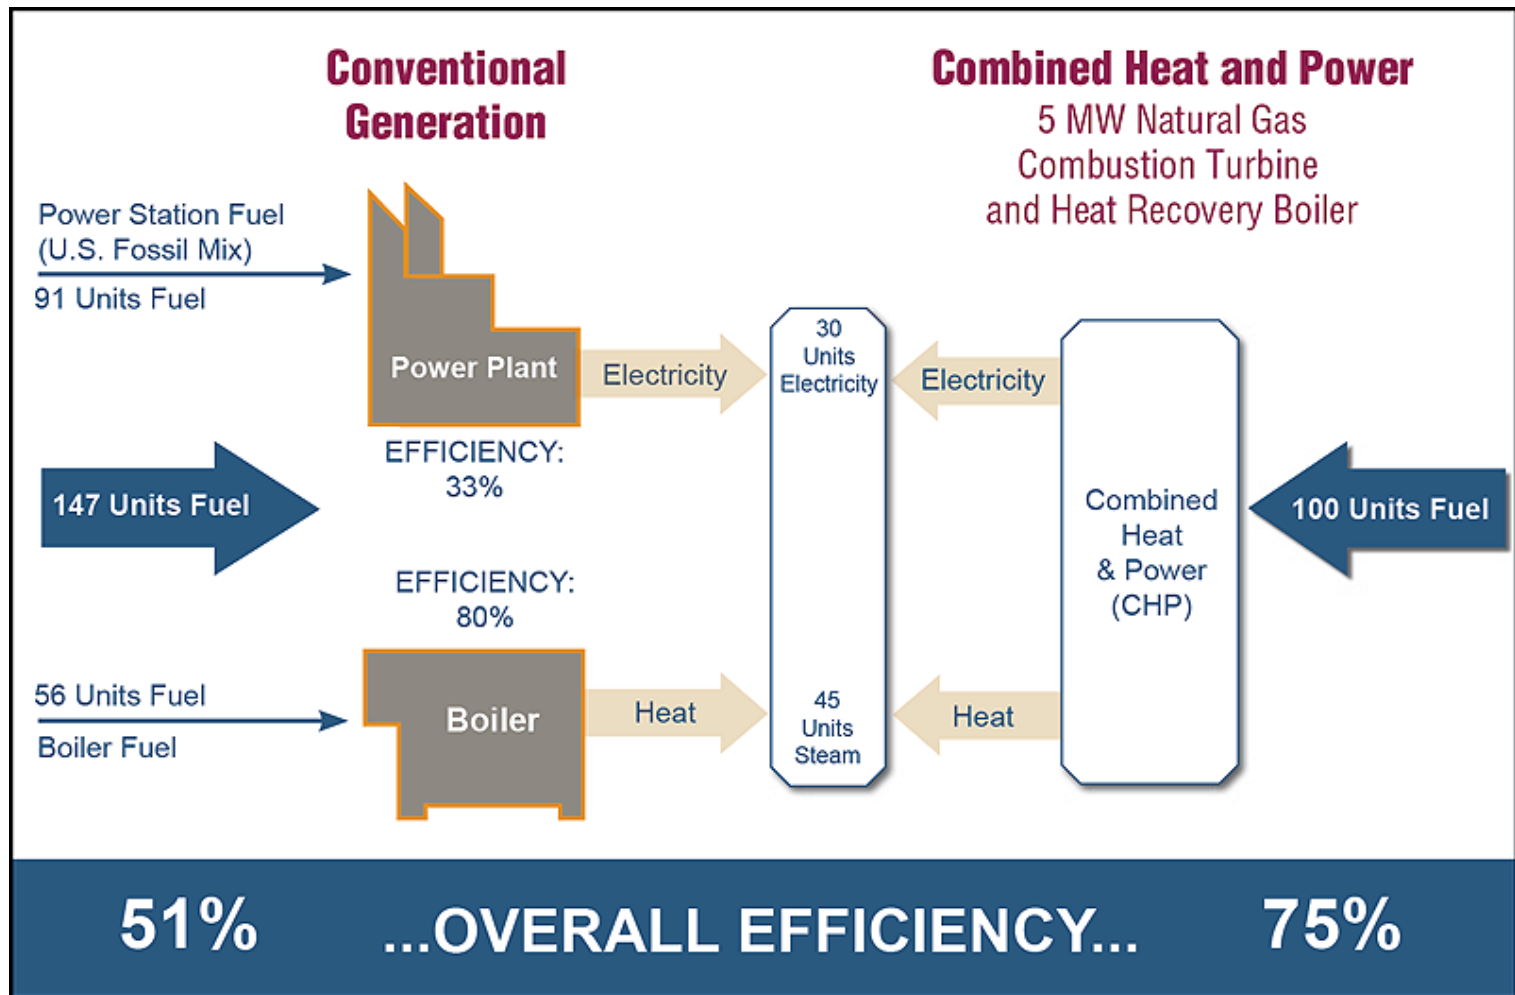 Conventional
Generation
Combined Heat and Power
5 MW Natural Gas
Combustion Turbine
and Heat Recovery Boiler
Power Station Fuel
(U.S. Fossil Mix)
91 Units Fuel
Power Plant
Electricity
30
Units
Electricity
Electricity
EFFICIENCY:
33%
147 Units Fuel
Combined
Heat
& Power
(CHP)
100 Units Fuel
EFFICIENCY:
80%
56 Units Fuel
Boiler Fuel
Boiler
Heat
45
Units
Steam
Heat
51%
...OVERALL EFFICIENCY...
75%